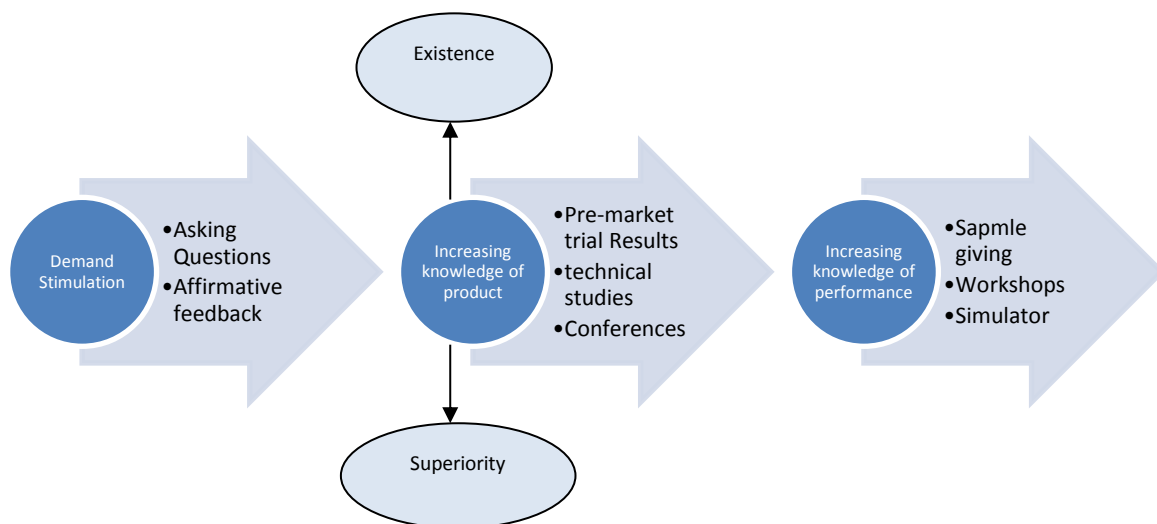 Existence
Demand
Stimulation
•Asking
Questions
•Affirmative
feedback
Increasing
knowledge of
product
•Pre-market
trial Results
•technical
studies
•Conferences
Increasing
knowledge of
performance
•Sapmle
giving
•Workshops
•Simulator
Superiority